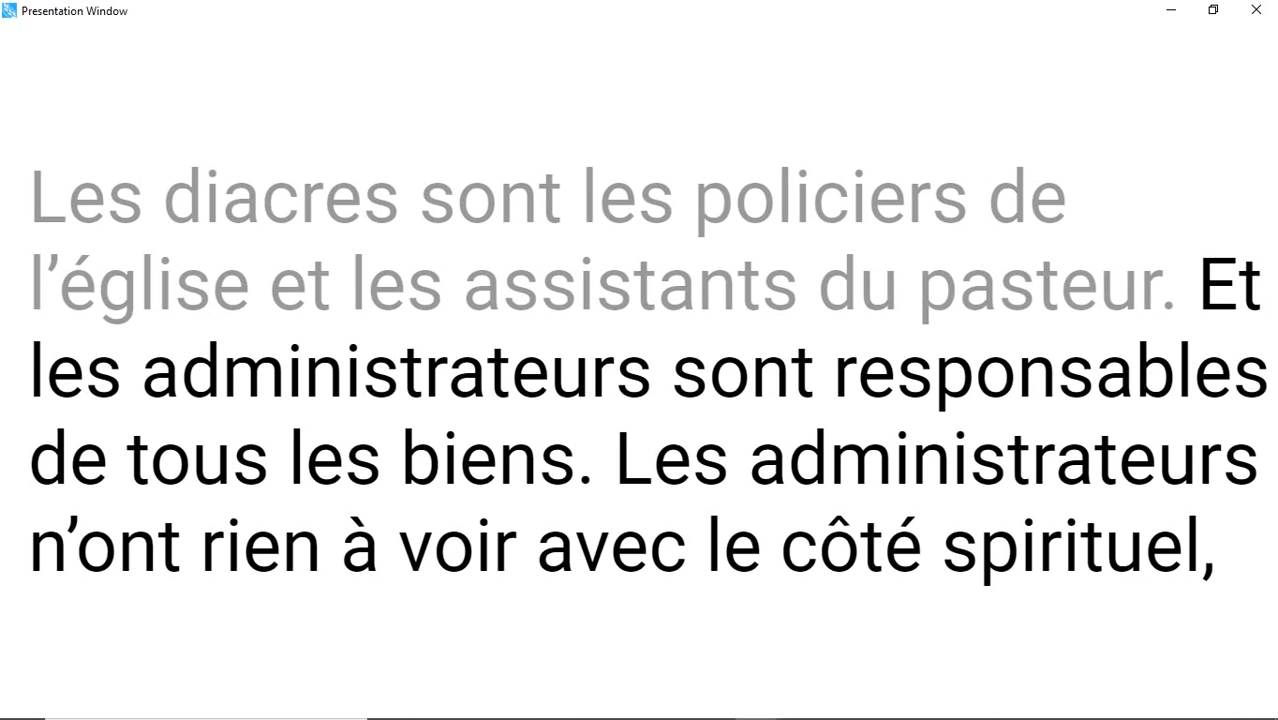 Presentation Window
Les diacres sont les policiers de
l’église et les assistants du pasteur. Et
les administrateurs sont responsables
de tous les biens. Les administrateurs
n’ont rien à voir avec le côté spirituel,